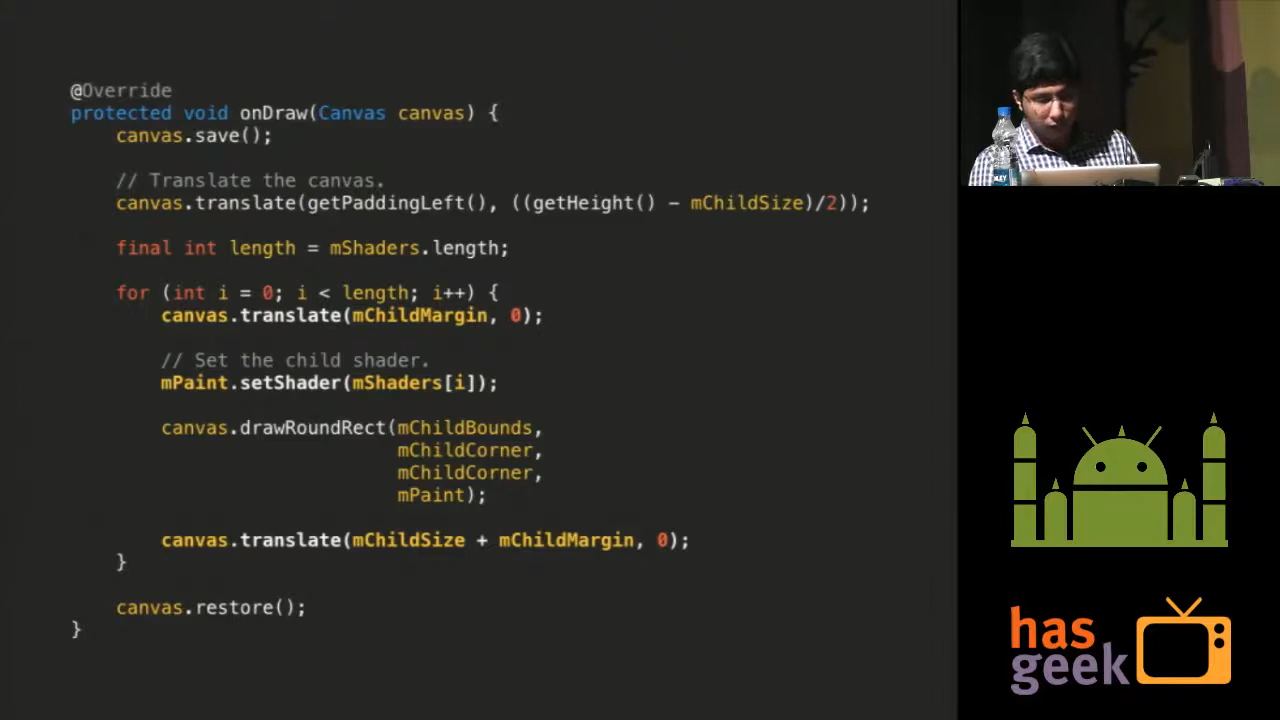 @Override
protected void onDraw(Canvas canvas) {
canvas.save();
// Translate the canvas.
canvas.translate(getPaddingLeft(), ((getHeight() - mChildSize)/2));
final int length = mShaders.length;
for (int i = 0; i < length; i++) {
canvas.translate(mChildMargin, 0);
// Set the child shader.
mPaint.setShader(mShaders[i]);
canvas.drawRoundRect(mChildBounds,
mChildCorner,
mChildCorner,
mPaint);
canvas.translate(mChildSize + mChildMargin, 0);
}
canvas.restore();
}
has
geek